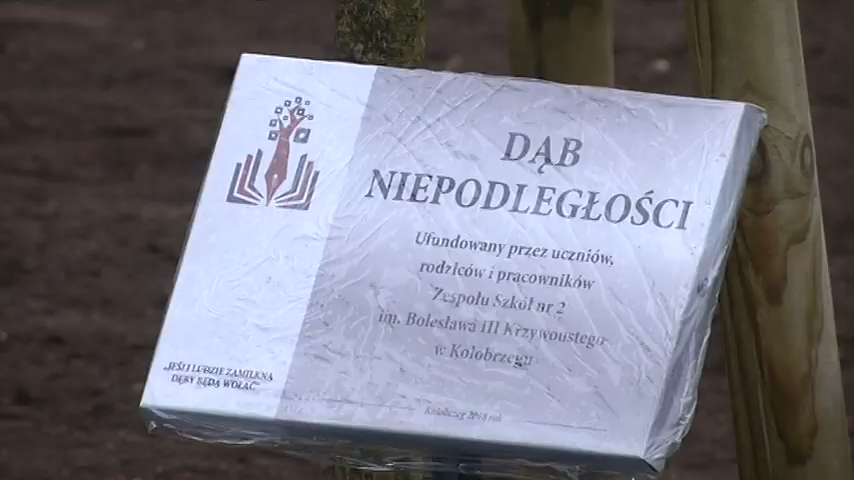 DĄB
NIEPODLEGŁOŚCI
Ufundowany przez uczniów,
rodziców i pracowników
Zespołu Szkół nr 2
im. Bolesława III Krzywoustego
w Kołobrzegu
„JEŚLI LUDZIE ZAMILKNĄ
DĘBY BĘDĄ WOŁAĆ"
Kołobrzeg 2018 rok